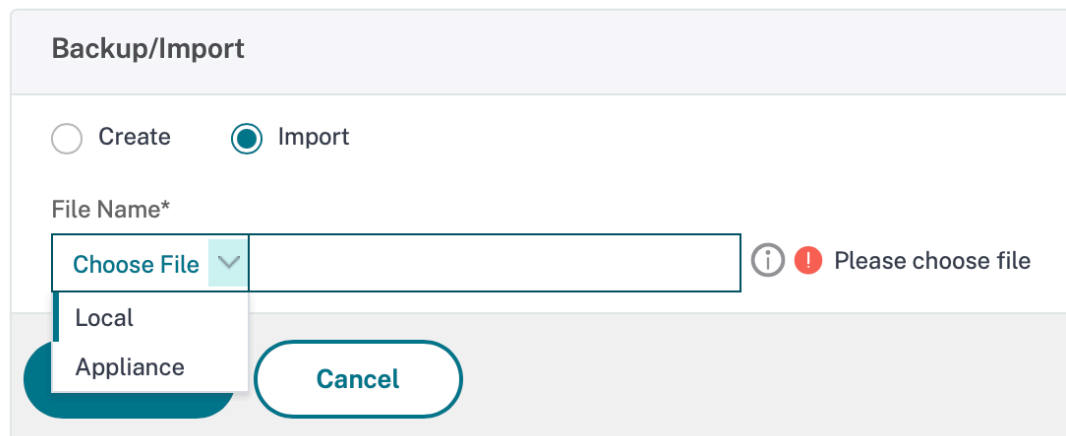 Backup/Import
Create Import
File Name*
Choose File Please choose file
Local
Appliance
Cancel